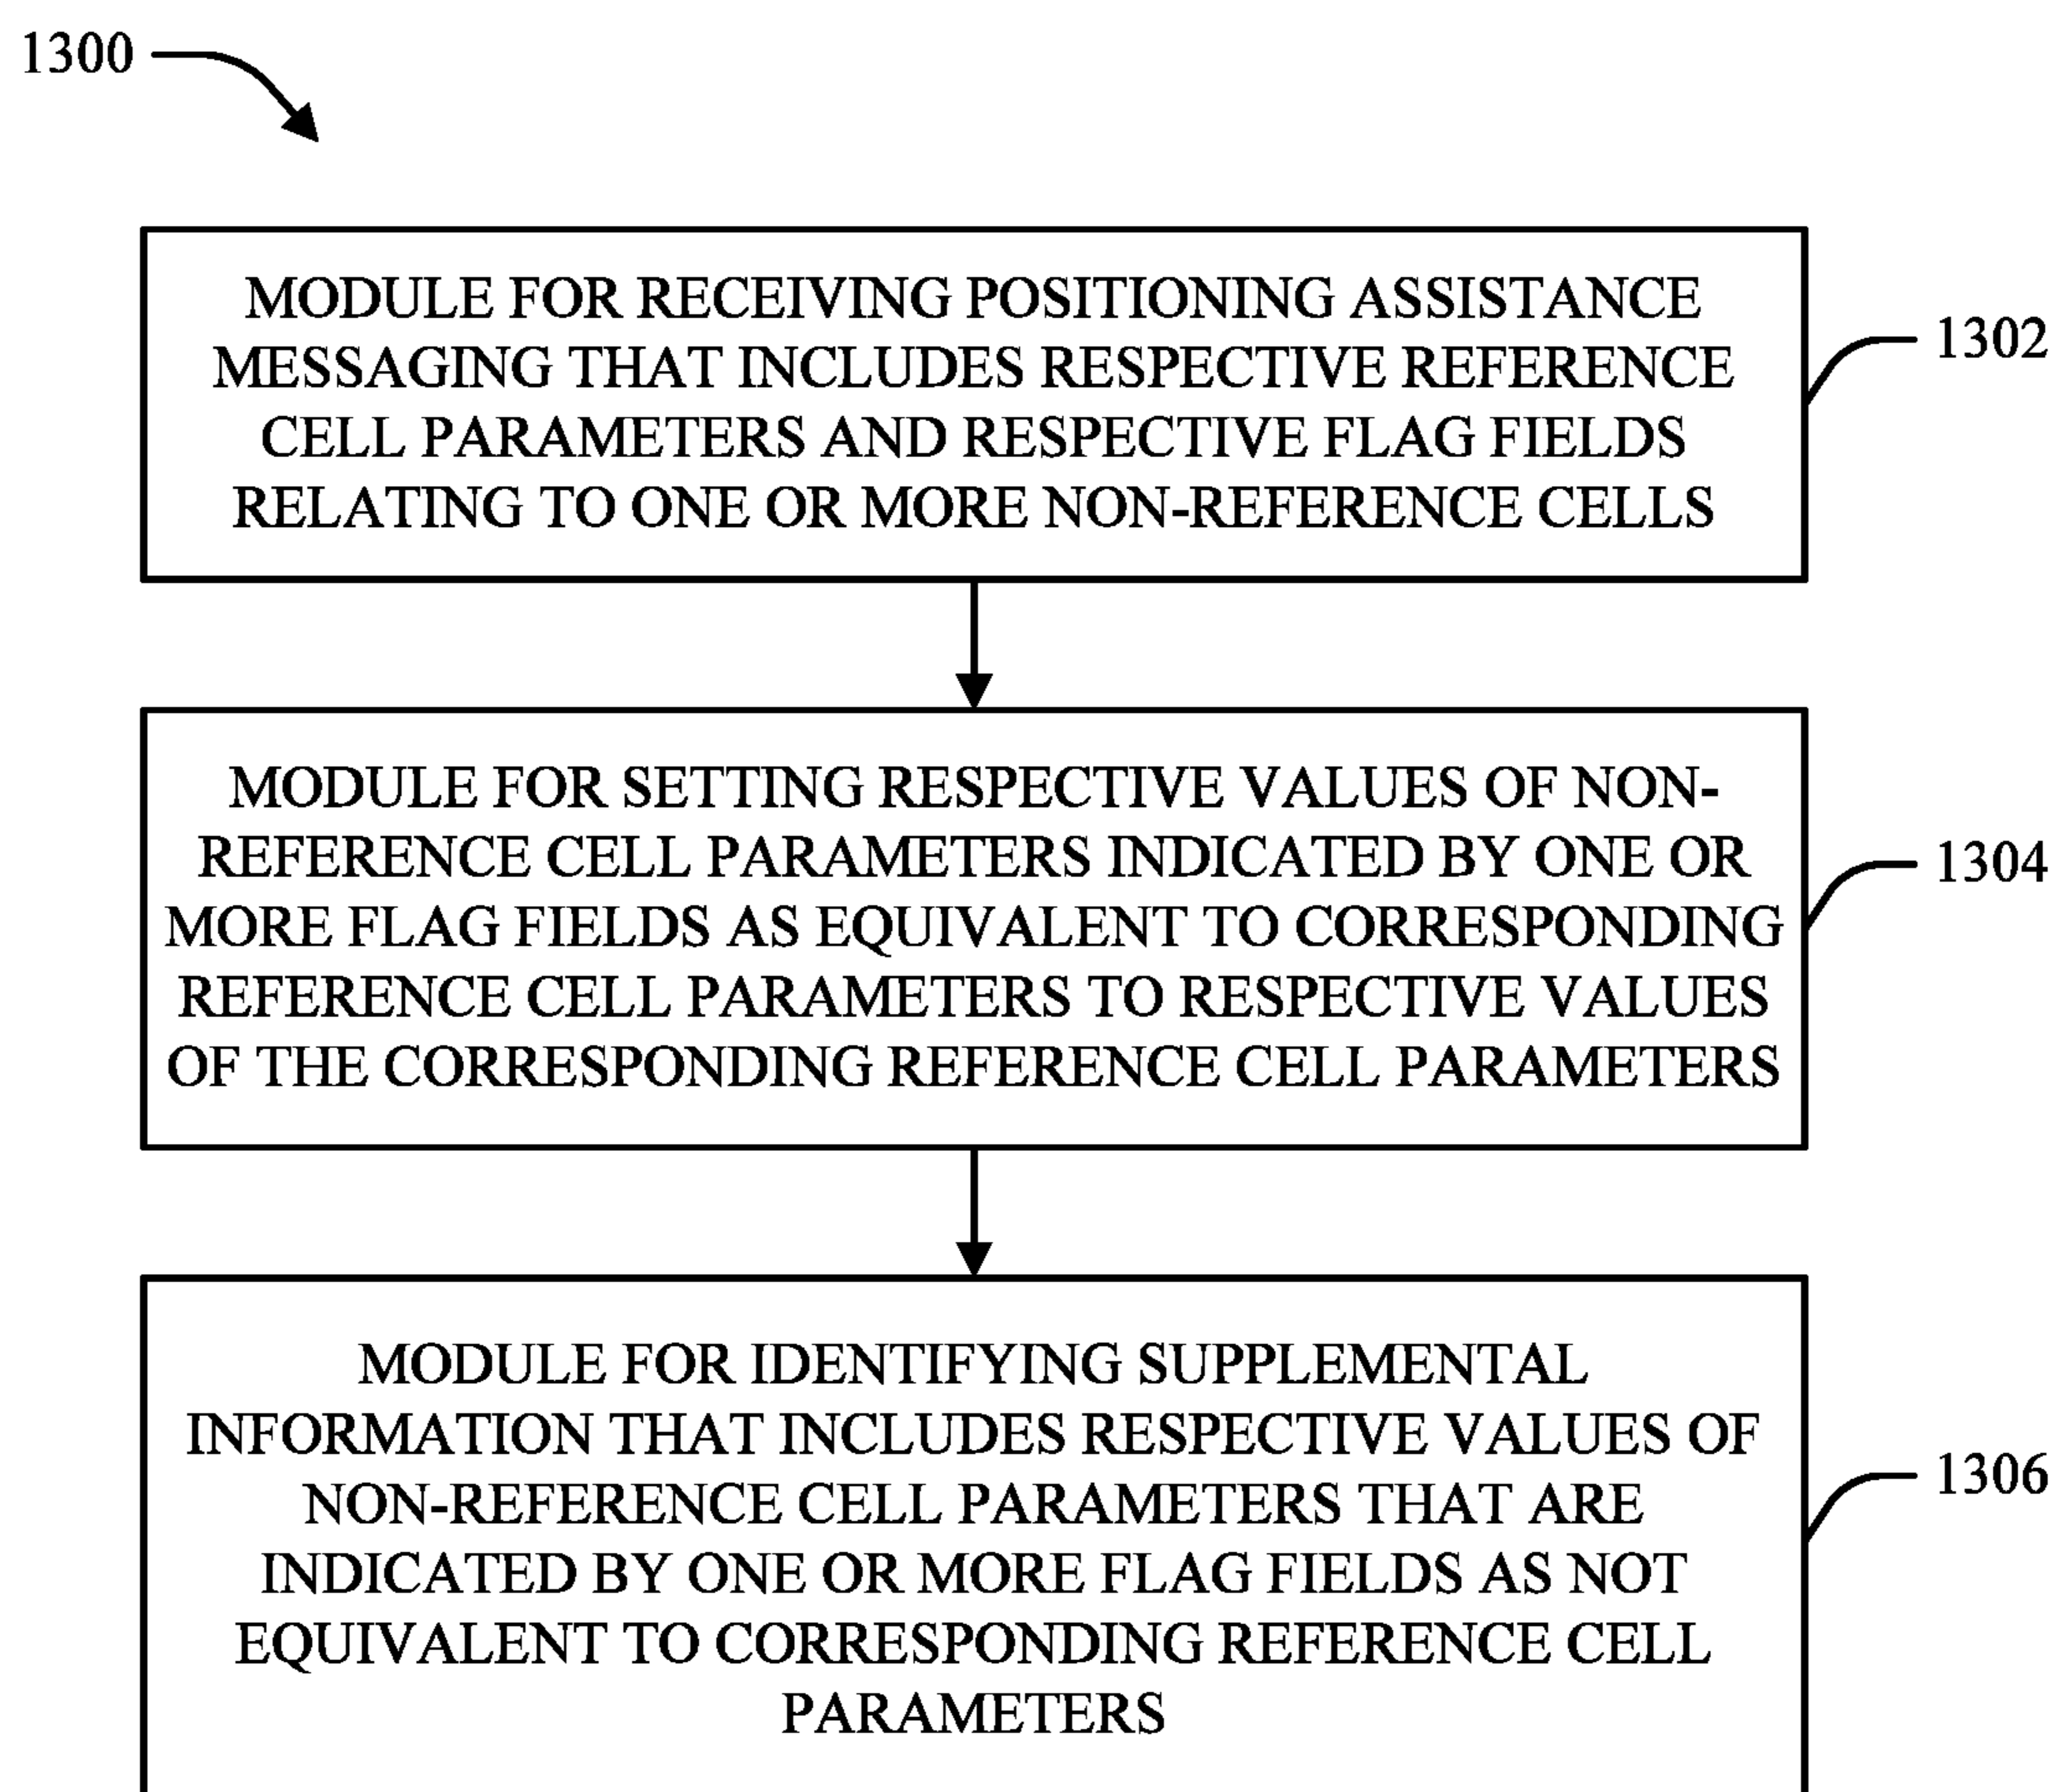 1300
MODULE FOR RECEIVING POSITIONING ASSISTANCE
MESSAGING THAT INCLUDES RESPECTIVE REFERENCE
CELL PARAMETERS AND RESPECTIVE FLAG FIELDS
RELATING TO ONE OR MORE NON-REFERENCE CELLS
1302
MODULE FOR SETTING RESPECTIVE VALUES OF NON-
REFERENCE CELL PARAMETERS INDICATED BY ONE OR
MORE FLAG FIELDS AS EQUIVALENT TO CORRESPONDING
REFERENCE CELL PARAMETERS TO RESPECTIVE VALUES
OF THE CORRESPONDING REFERENCE CELL PARAMETERS
1304
MODULE FOR IDENTIFYING SUPPLEMENTAL
INFORMATION THAT INCLUDES RESPECTIVE VALUES OF
NON-REFERENCE CELL PARAMETERS THAT ARE
INDICATED BY ONE OR MORE FLAG FIELDS AS NOT
EQUIVALENT TO CORRESPONDING REFERENCE CELL
PARAMETERS
1306